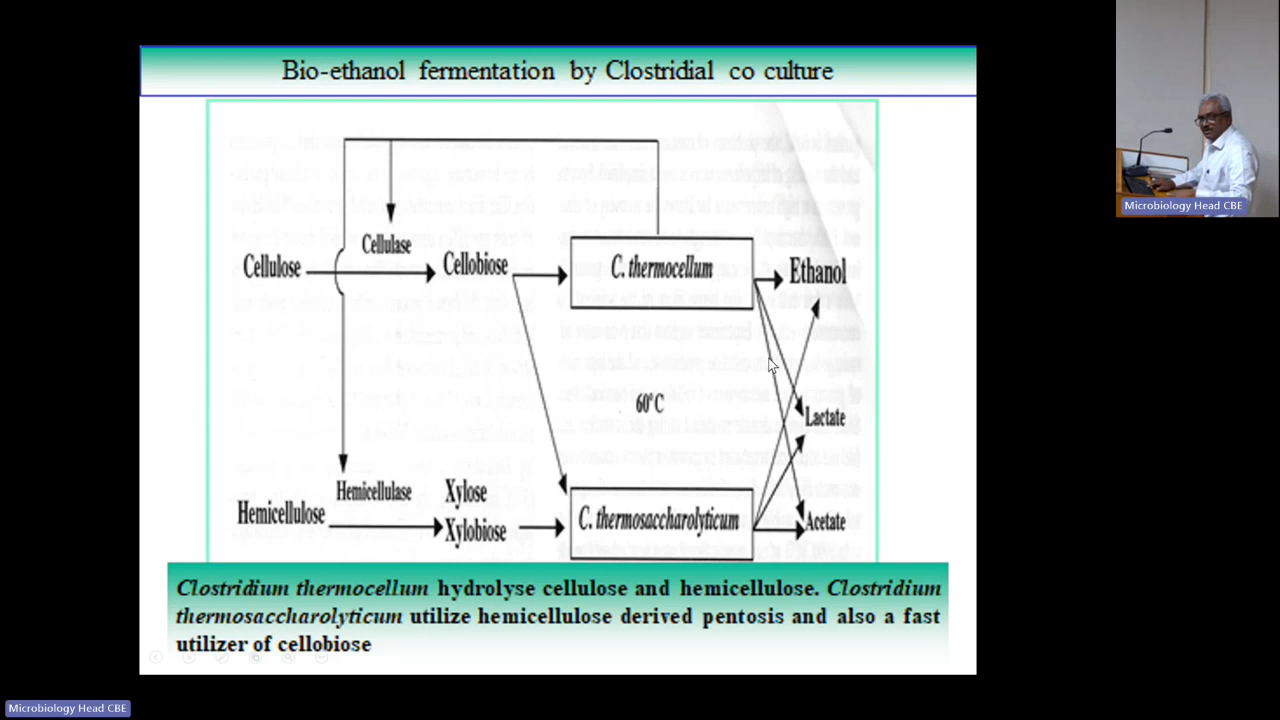 Bio-ethanol fermentation by Clostridial co culture
Cellulase
Cellulose
Cellobiose
C. thermocellum
Ethanol
60°C
Lactate
Hemicellulase
Xylose
Hemicellulose
Xylobiose
C. thermosaccharolyticum
Acetate
Clostridium thermocellum hydrolyse cellulose and hemicellulose. Clostridium
thermosaccharolyticum utilize hemicellulose derived pentosis and also a fast
utilizer of cellobiose
Microbiology Head CBE
Microbiology Head CBE